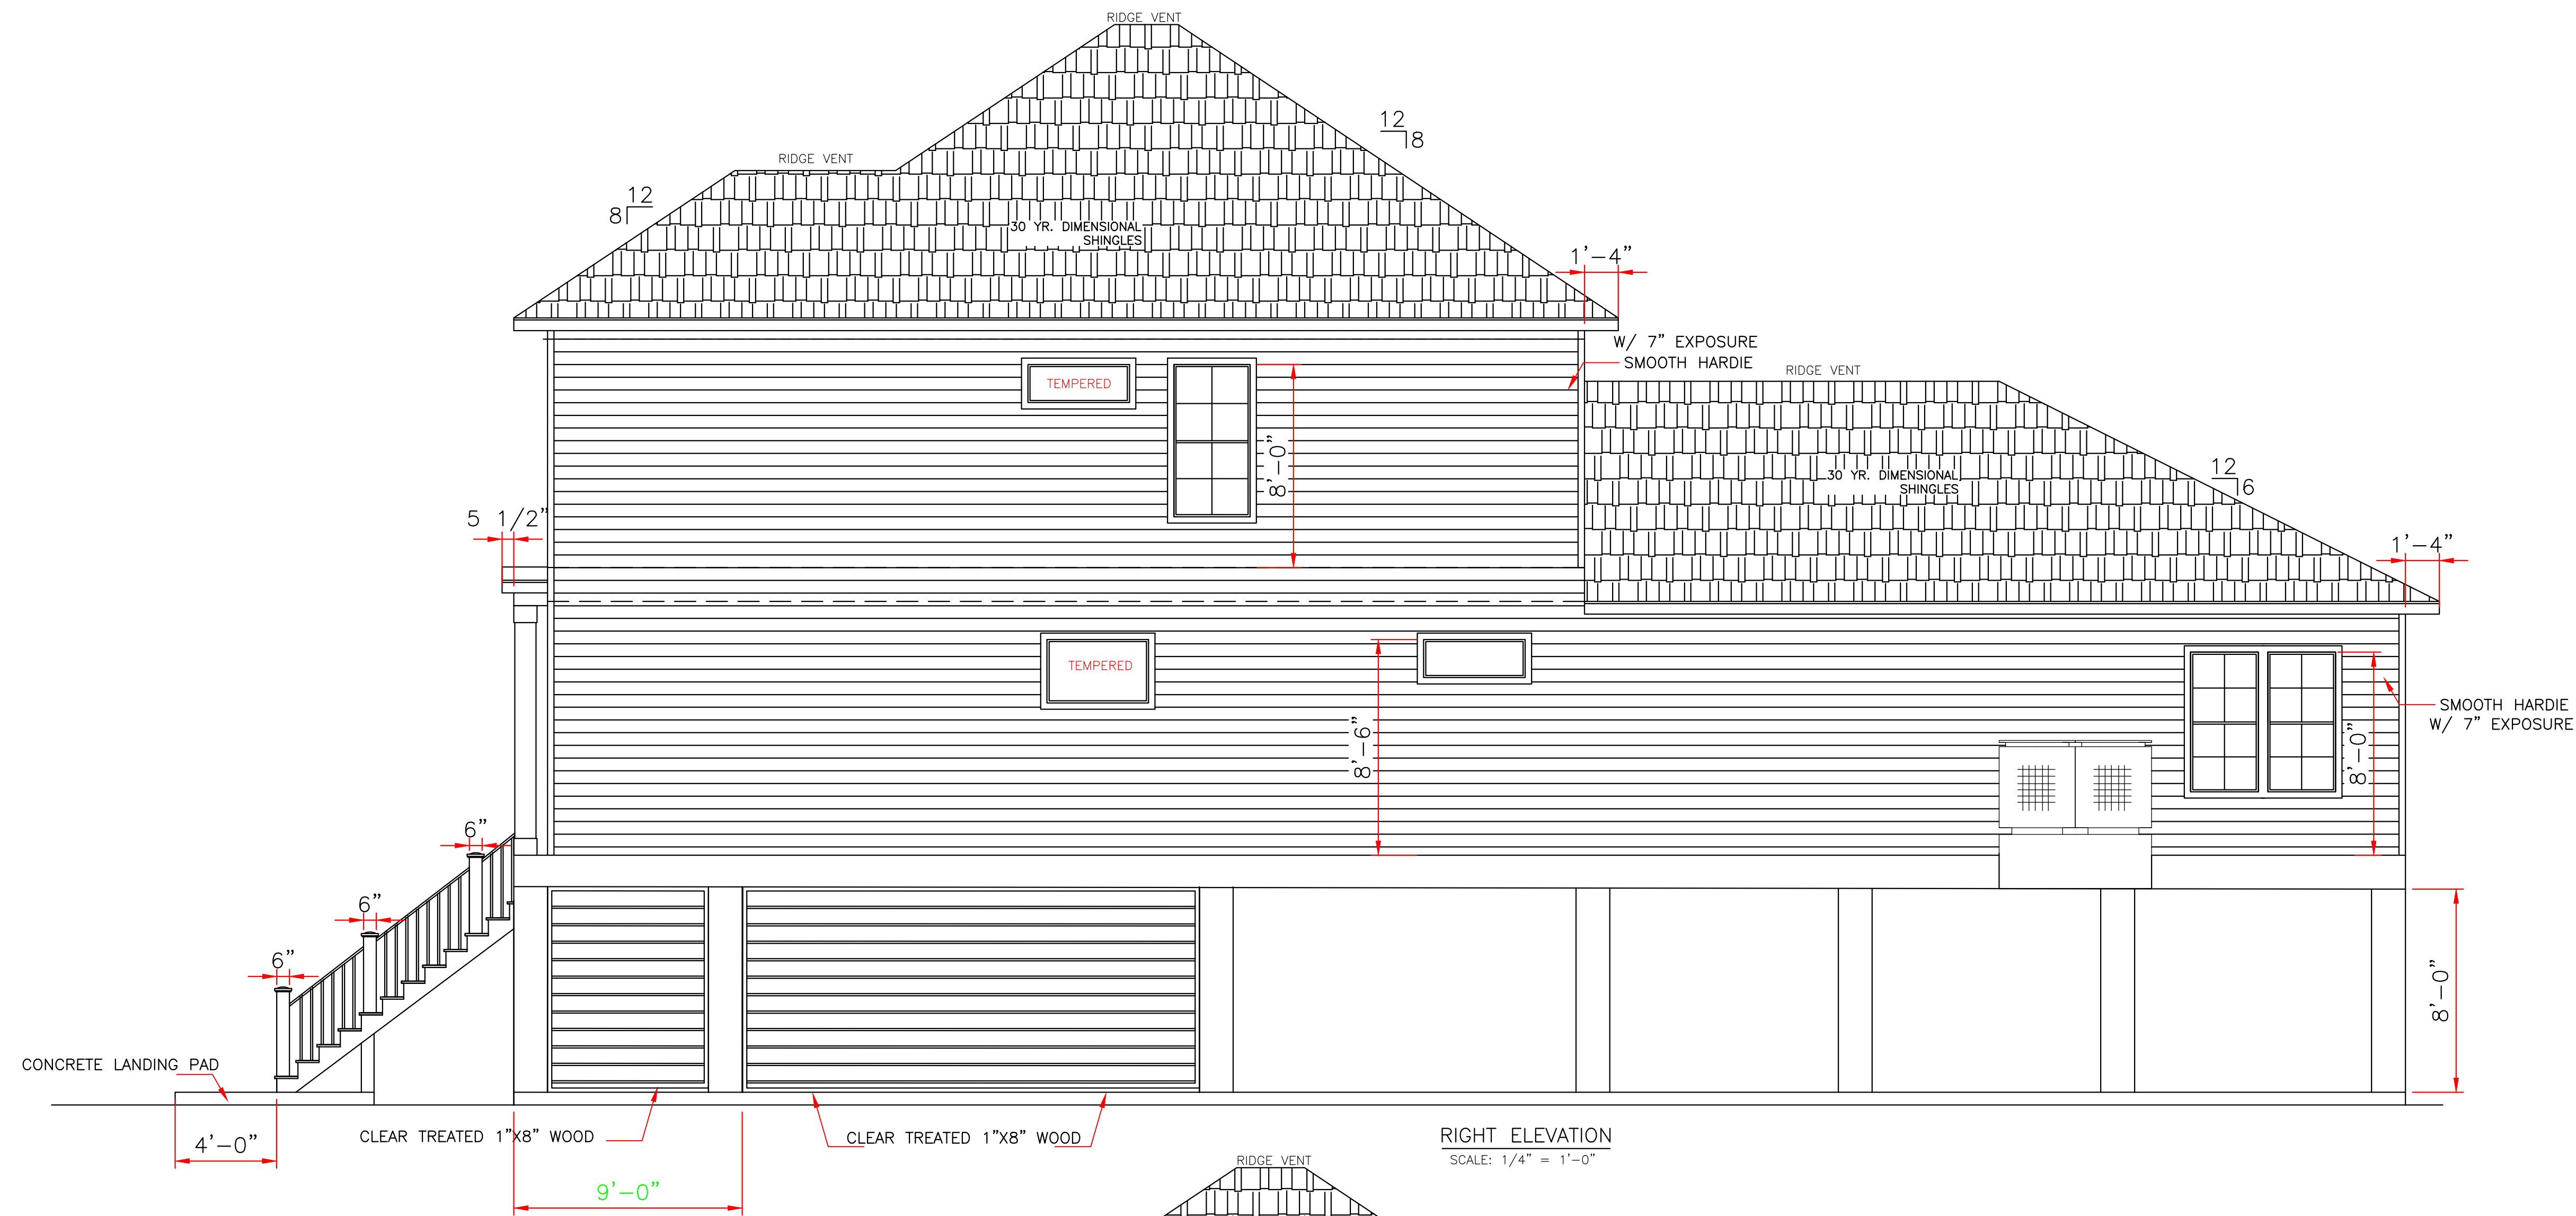 RIDGE VENT
12
8
RIDGE VENT
12
8
30 YR. DIMENSIONAL
SHINGLES
1'-4"
W/ 7" EXPOSURE
SMOOTH HARDIE
RIDGE VENT
TEMPERED
8'-0"
30 YR. DIMENSIONAL
SHINGLES
12
6
5 1/2"
1'-4"
TEMPERED
8'-6"
8'-0"
SMOOTH HARDIE
W/ 7" EXPOSURE
6"
6"
6"
8'-0"
CONCRETE LANDING PAD
4'-0"
CLEAR TREATED 1"X8" WOOD
CLEAR TREATED 1"X8" WOOD
9'-0"
RIGHT ELEVATION
SCALE: 1/4" = 1'-0"
RIDGE VENT